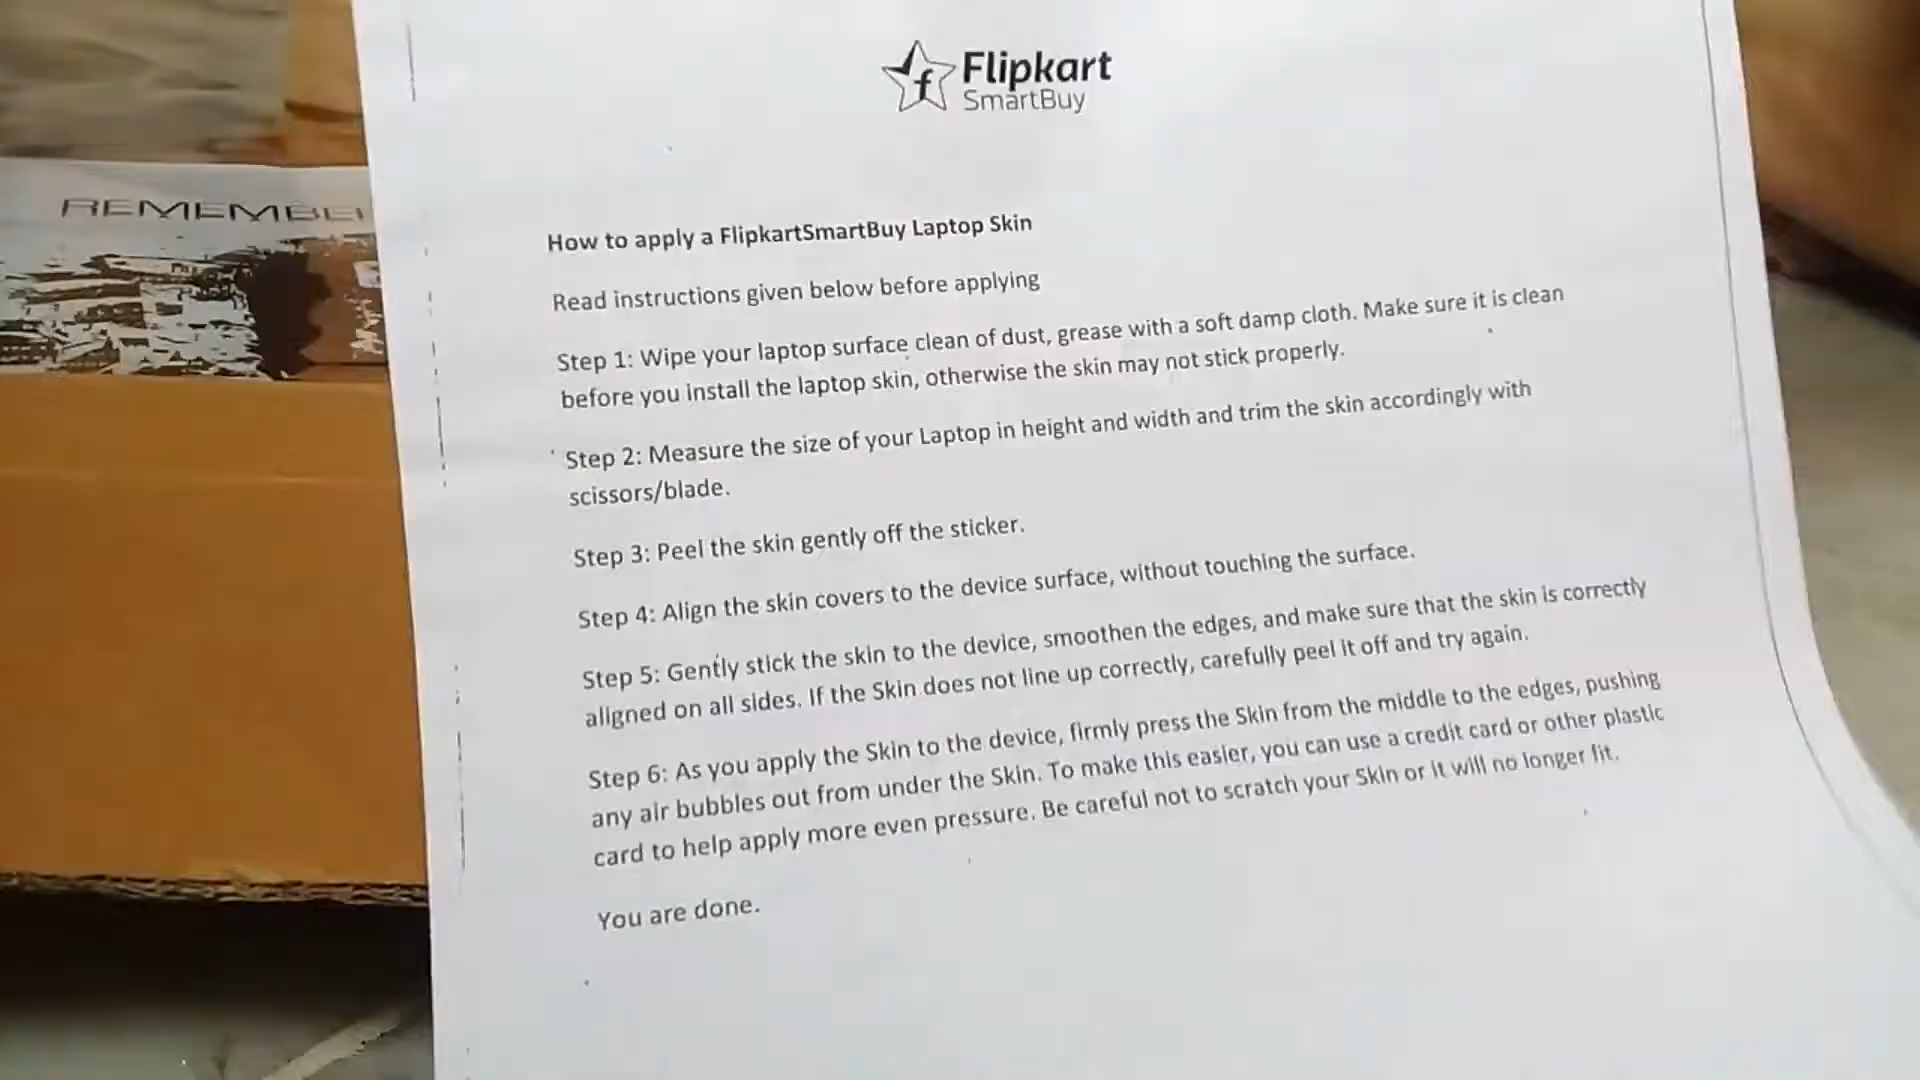 f
Flipkart
SmartBuy
REMEMBE
How to apply a FlipkartSmartBuy Laptop Skin
Read instructions given below before applying
Step 1: Wipe your laptop surface clean of dust, grease with a soft damp cloth. Make sure it is clean
before you install the laptop skin, otherwise the skin may not stick properly.
Step 2: Measure the size of your Laptop in height and width and trim the skin accordingly with
scissors/blade.
Step 3: Peel the skin gently off the sticker.
Step 4: Align the skin covers to the device surface, without touching the surface.
Step 5: Gently stick the skin to the device, smoothen the edges, and make sure that the skin is correctly
aligned on all sides. If the Skin does not line up correctly, carefully peel it off and try again.
Step 6: As you apply the Skin to the device, firmly press the Skin from the middle to the edges, pushing
any air bubbles out from under the Skin. To make this easier, you can use a credit card or other plastic
card to help apply more even pressure. Be careful not to scratch your Skin or it will no longer fit.
You are done.